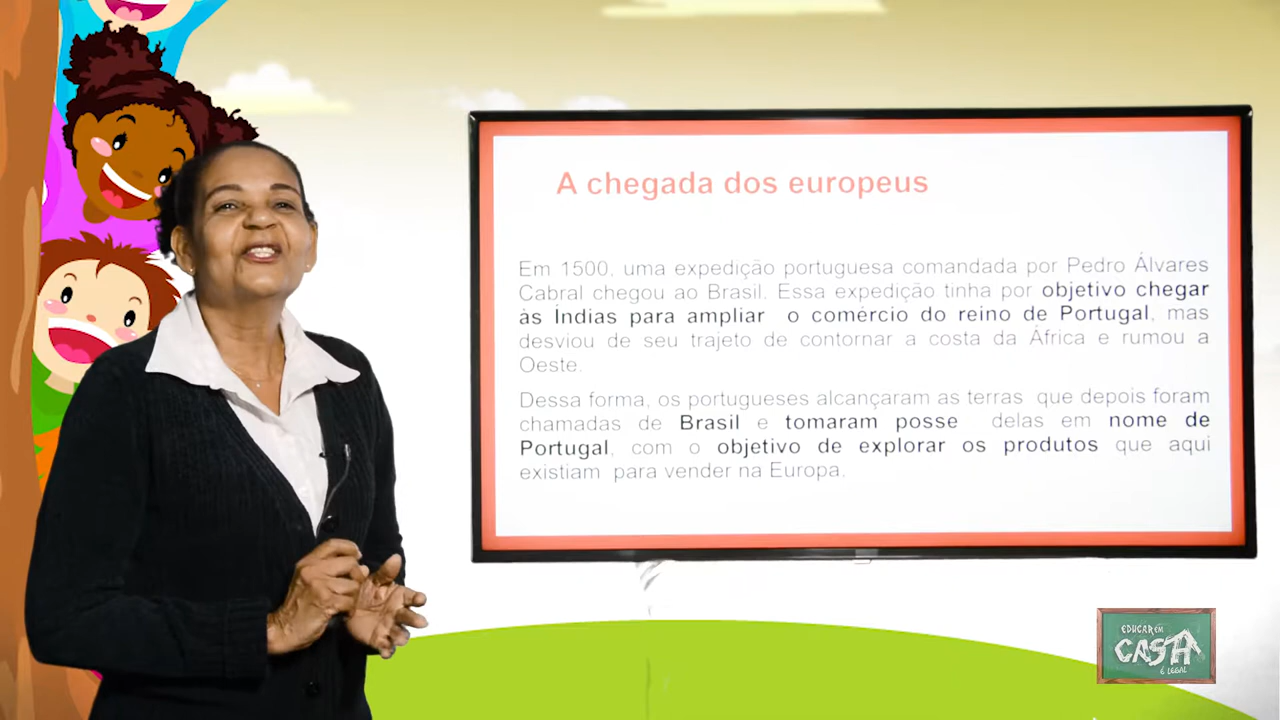 A chegada dos europeus
Em 1500, uma expedição portuguesa comandada por Pedro Álvares
Cabral chegou ao Brasil. Essa expedição tinha por objetivo chegar
às Índias para ampliar o comércio do reino de Portugal, mas
desviou de seu trajeto de contornar a costa da África e rumou a
Oeste.
Dessa forma, os portugueses alcançaram as terras que depois foram
chamadas de Brasil e tomaram posse delas em nome de
Portugal, com o objetivo de explorar os produtos que aqui
existiam para vender na Europa.
EDUCAR EM
CASA
É LEGAL